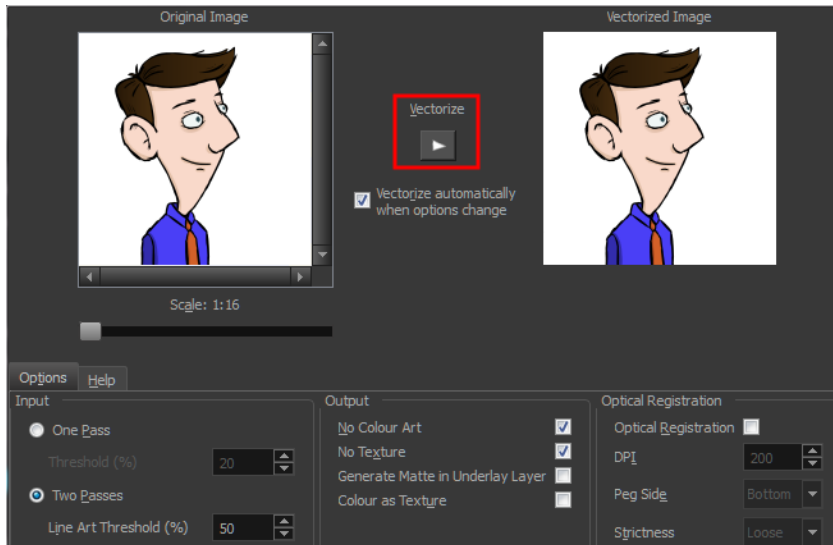 Original Image
Vectorized Image
Vectorize
Vectorize automatically
when options change
Scale: 1:16
Options
Help
Input
One Pass
Threshold (%)
20
Two Passes
Line Art Threshold (%)
50
Output
No Colour Art
No Texture
Generate Matte in Underlay Layer
Colour as Texture
Optical Registration
Optical Registration
DPI
200
Peg Side
Bottom
Strictness
Loose